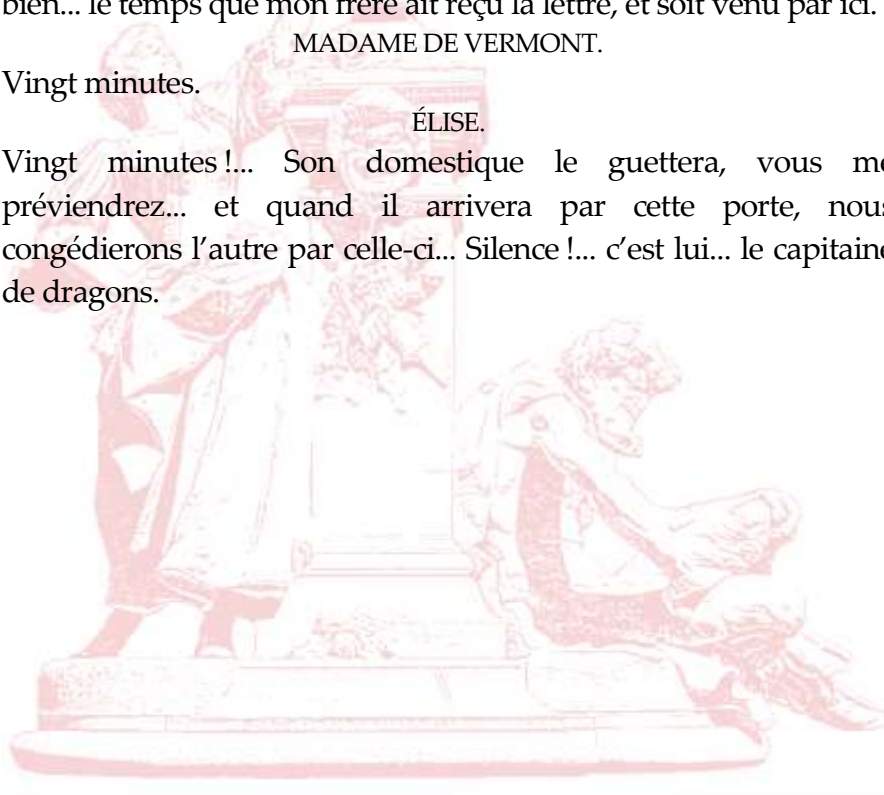 bien... le temps que mon frère ait reçu la lettre, et soit venu par ici.
MADAME DE VERMONT.
Vingt minutes.
ÉLISE.
Vingt minutes !... Son domestique le guettera, vous me
préviendrez... et quand il arrivera par cette porte, nous
congédierons l’autre par celle-ci... Silence !... c’est lui... le capitaine
de dragons.